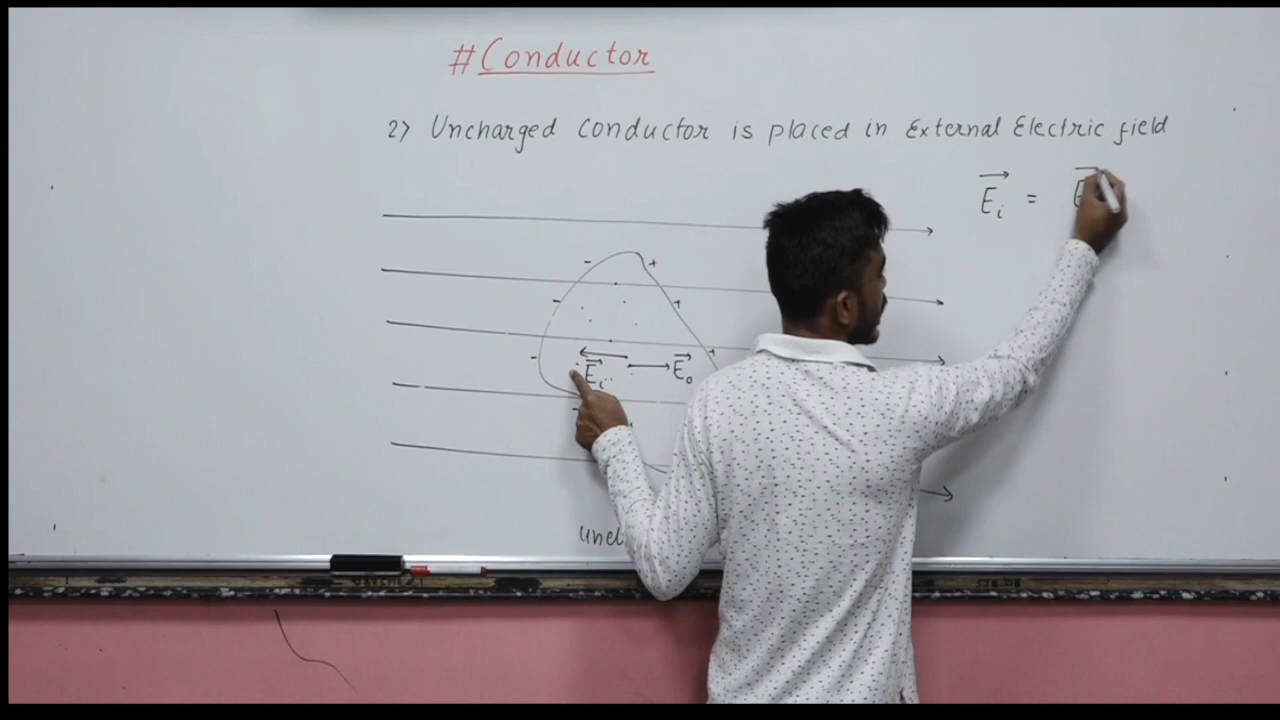 #Conductor
2> Uncharged conductor is placed in External Electric field
E⃗ᵢ =
- +
- +
- +
E⃗ᵢ E⃗₀
-